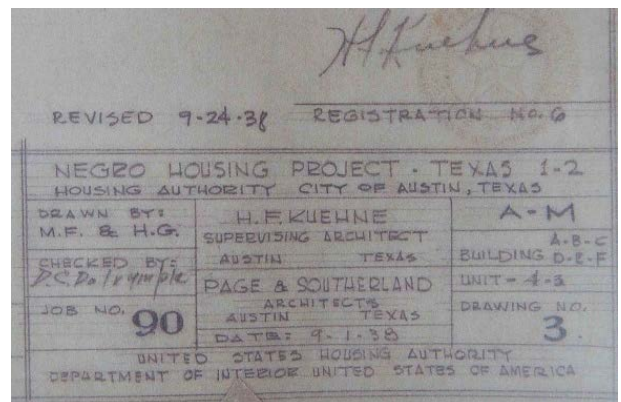 H F Kuehne
REVISED 9-24-38 REGISTRATION NO. 6
NEGRO HOUSING PROJECT - TEXAS 1-2
HOUSING AUTHORITY CITY OF AUSTIN, TEXAS
DRAWN BY:
M.F. & H.G.
CHECKED BY:
D.C. Dalrymple
JOB NO.
90
H.F. KUEHNE
SUPERVISING ARCHITECT
AUSTIN TEXAS
PAGE & SOUTHERLAND
ARCHITECTS
AUSTIN TEXAS
DATE: 9-1-38
A-M
A-B-C
BUILDING D-E-F
UNIT - 4-3
DRAWING NO.
3.
UNITED STATES HOUSING AUTHORITY
DEPARTMENT OF INTERIOR UNITED STATES OF AMERICA